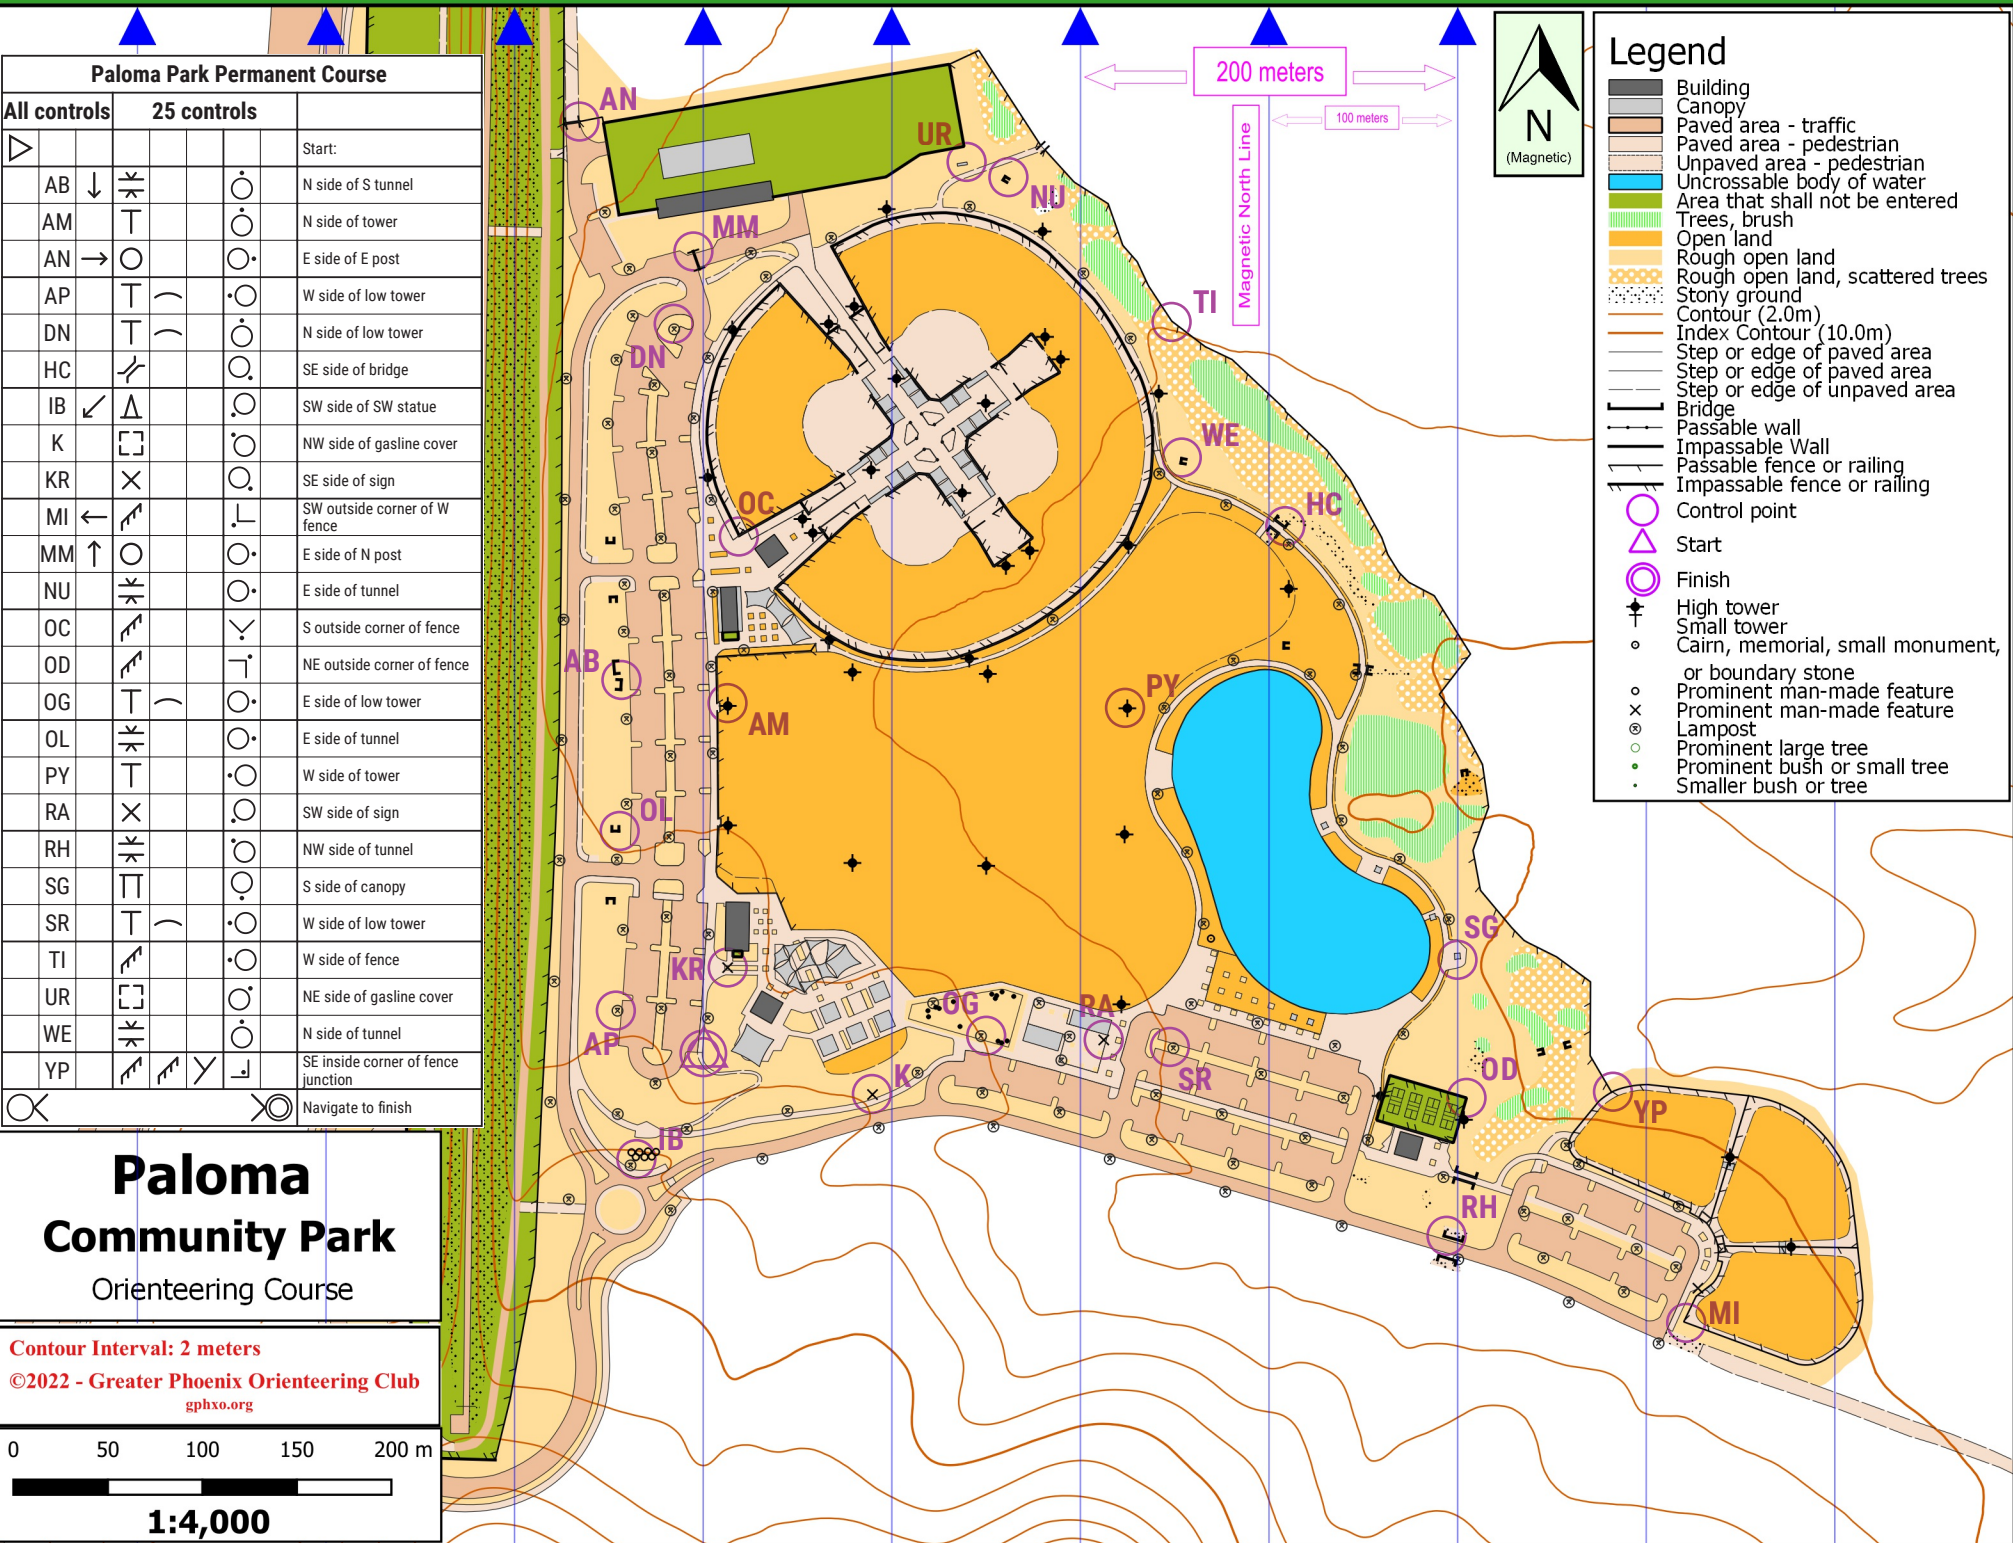 Paloma Park Permanent Course
All controls 25 controls
Start:
AB N side of S tunnel
AM N side of tower
AN E side of E post
AP W side of low tower
DN N side of low tower
HC SE side of bridge
IB SW side of SW statue
K NW side of gasline cover
KR SE side of sign
MI SW outside corner of W
fence
MM E side of N post
NU E side of tunnel
OC S outside corner of fence
OD NE outside corner of fence
OG E side of low tower
OL E side of tunnel
PY W side of tower
RA SW side of sign
RH NW side of tunnel
SG S side of canopy
SR W side of low tower
TI W side of fence
UR NE side of gasline cover
WE N side of tunnel
YP SE inside corner of fence
junction
Navigate to finish
Paloma
Community Park
Orienteering Course
Contour Interval: 2 meters
©2022 - Greater Phoenix Orienteering Club
gphxo.org
0 50 100 150 200 m
1:4,000
AN
UR
NU
MM
TI
DN
WE
OC
HC
AB
PY
AM
OL
SG
KR
OG
RA
AP
K
SR
OD
YP
IB
RH
MI
200 meters
100 meters
Magnetic North Line
N
(Magnetic)
Legend
Building
Canopy
Paved area - traffic
Paved area - pedestrian
Unpaved area - pedestrian
Uncrossable body of water
Area that shall not be entered
Trees, brush
Open land
Rough open land
Rough open land, scattered trees
Stony ground
Contour (2.0m)
Index Contour (10.0m)
Step or edge of paved area
Step or edge of paved area
Step or edge of unpaved area
Bridge
Passable wall
Impassable Wall
Passable fence or railing
Impassable fence or railing
Control point
Start
Finish
High tower
Small tower
Cairn, memorial, small monument,
or boundary stone
Prominent man-made feature
Prominent man-made feature
Lampost
Prominent large tree
Prominent bush or small tree
Smaller bush or tree